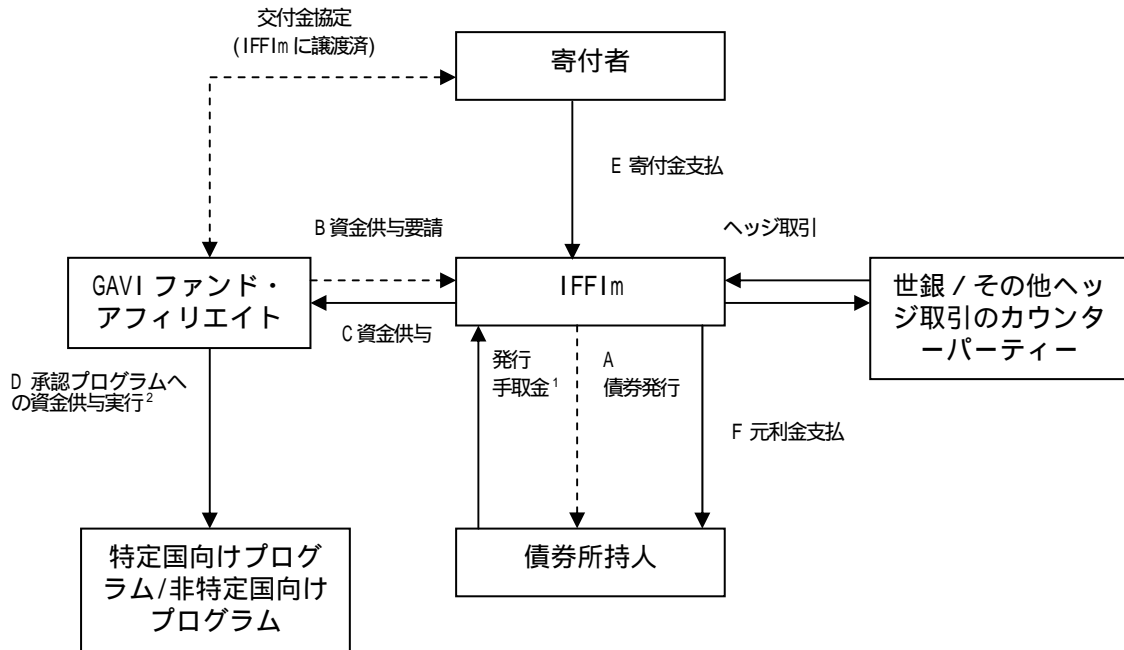 交付金協定
(IFFImに譲渡済)
寄付者
E 寄付金支払
B 資金供与要請
ヘッジ取引
GAVI ファンド・
アフィリエイト
IFFIm
世銀/その他ヘッ
ジ取引のカウンタ
ーパーティー
C 資金供与
発行
手取金¹
A
債券発行
D 承認プログラムへ
の資金供与実行²
F 元利金支払
特定国向けプログ
ラム/非特定国向け
プログラム
債券所持人